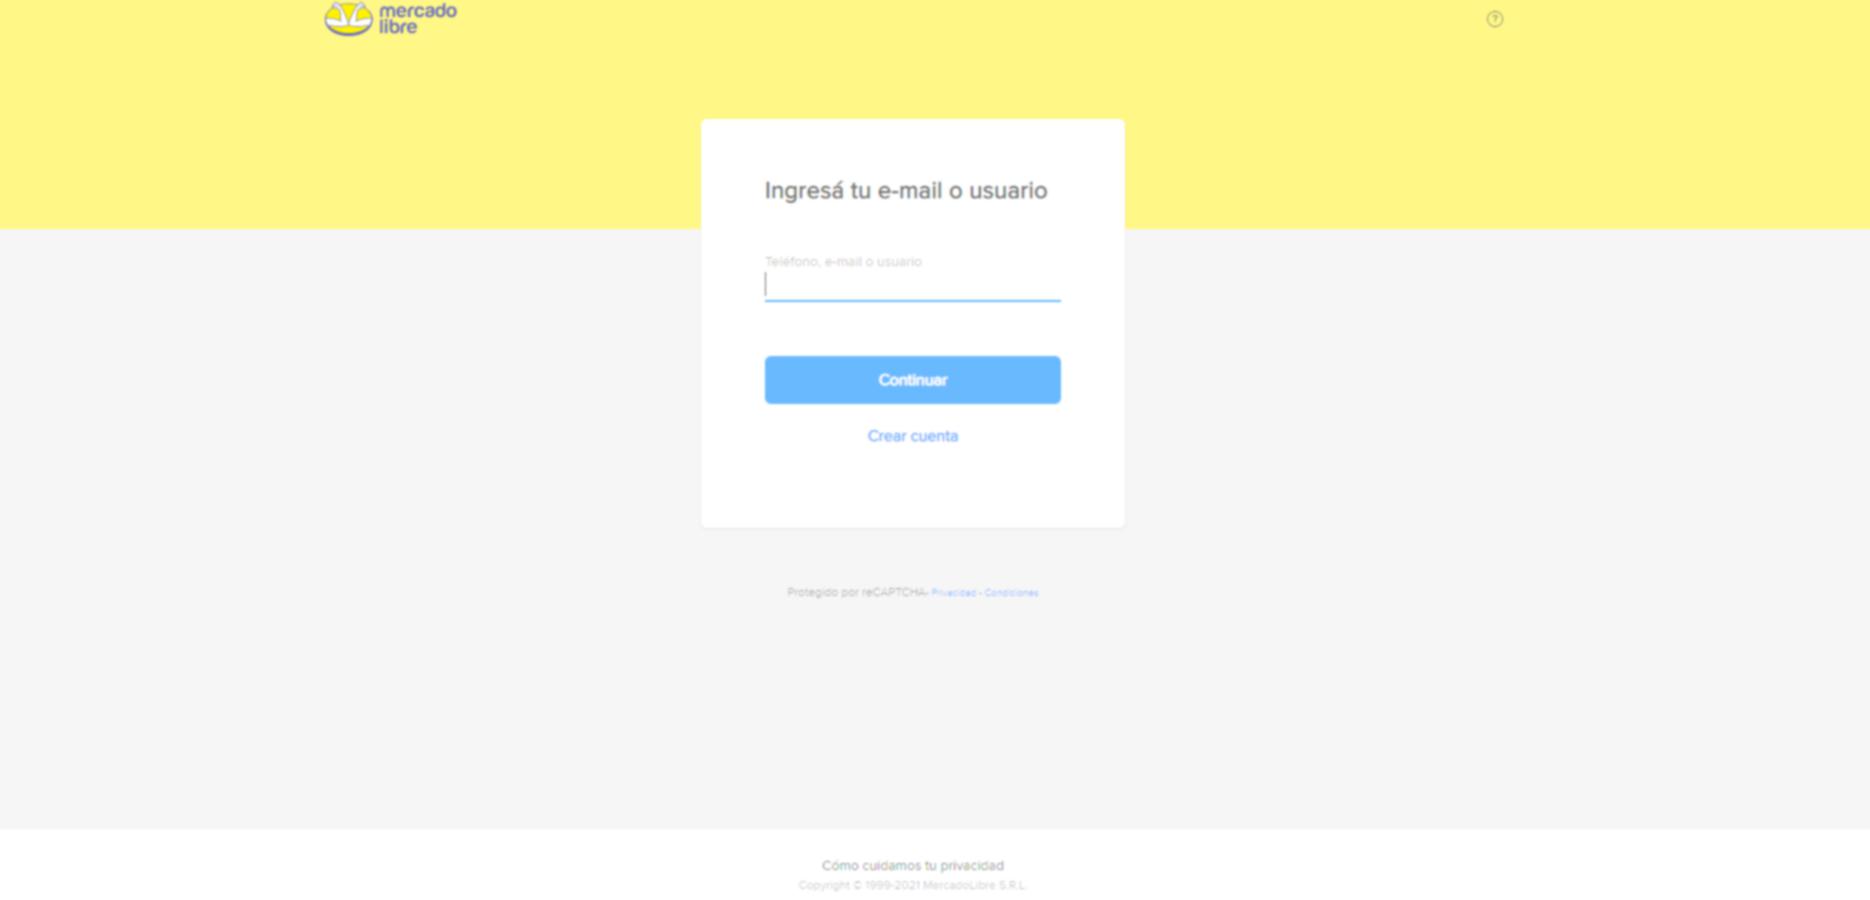 mercado
libre
?
Ingresá tu e-mail o usuario
Teléfono, e-mail o usuario
Continuar
Crear cuenta
Protegido por reCAPTCHA- Privacidad - Condiciones
Cómo cuidamos tu privacidad
Copyright © 1999-2021 MercadoLibre S.R.L.